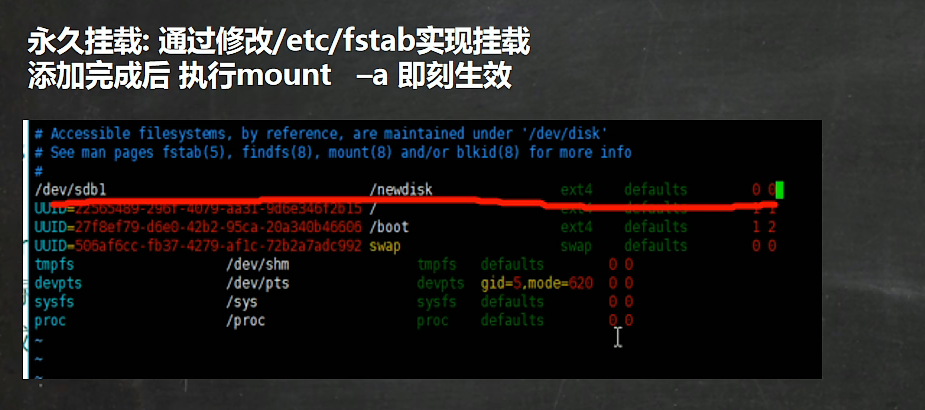 永久挂载: 通过修改/etc/fstab实现挂载
添加完成后 执行mount –a 即刻生效
# Accessible filesystems, by reference, are maintained under '/dev/disk'
# See man pages fstab(5), findfs(8), mount(8) and/or blkid(8) for more info
#
/dev/sdb1 /newdisk ext4 defaults 0 0
UUID=22565489-296f-4079-aa31-9d6e346f2b15 / ext4 defaults 1 1
UUID=27f8ef79-d6e0-42b2-95ca-20a340b46606 /boot ext4 defaults 1 2
UUID=506af6cc-fb37-4279-af1c-72b2a7adc992 swap swap defaults 0 0
tmpfs /dev/shm tmpfs defaults 0 0
devpts /dev/pts devpts gid=5,mode=620 0 0
sysfs /sys sysfs defaults 0 0
proc /proc proc defaults 0 0
~
~
~